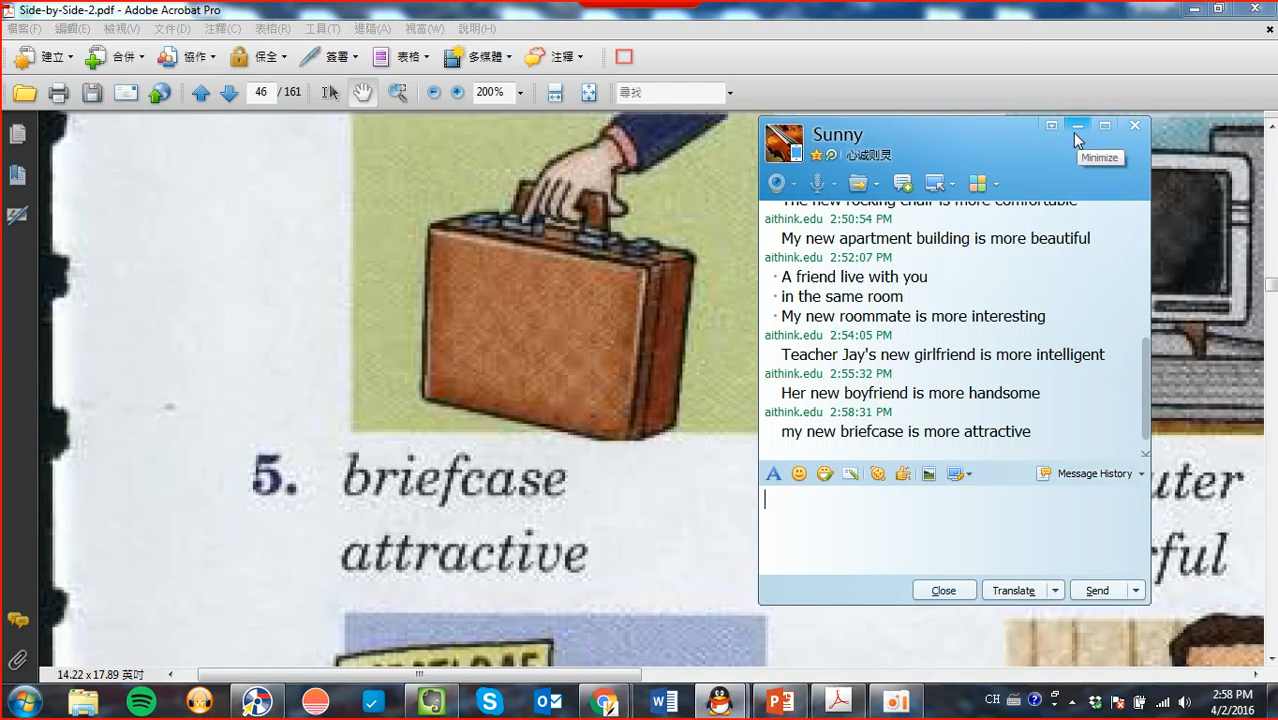 Side-by-Side-2.pdf - Adobe Acrobat Pro
檔案(F) 編輯(E) 檢視(V) 文件(D) 注釋(C) 表格(R) 工具(T) 進階(A) 視窗(W) 說明(H)
建立 合併 協作 保全 簽署 表格 多媒體 注釋
46 / 161 200% 尋找
Sunny
心诚则灵
Minimize
The new rocking chair is more comfortable
aithink.edu 2:50:54 PM
My new apartment building is more beautiful
aithink.edu 2:52:07 PM
A friend live with you
in the same room
My new roommate is more interesting
aithink.edu 2:54:05 PM
Teacher Jay's new girlfriend is more intelligent
aithink.edu 2:55:32 PM
Her new boyfriend is more handsome
aithink.edu 2:58:31 PM
my new briefcase is more attractive
Message History
Close Translate Send
5. briefcase
attractive
uter
rful
14.22 x 17.89 英吋
CH
2:58 PM
4/2/2016